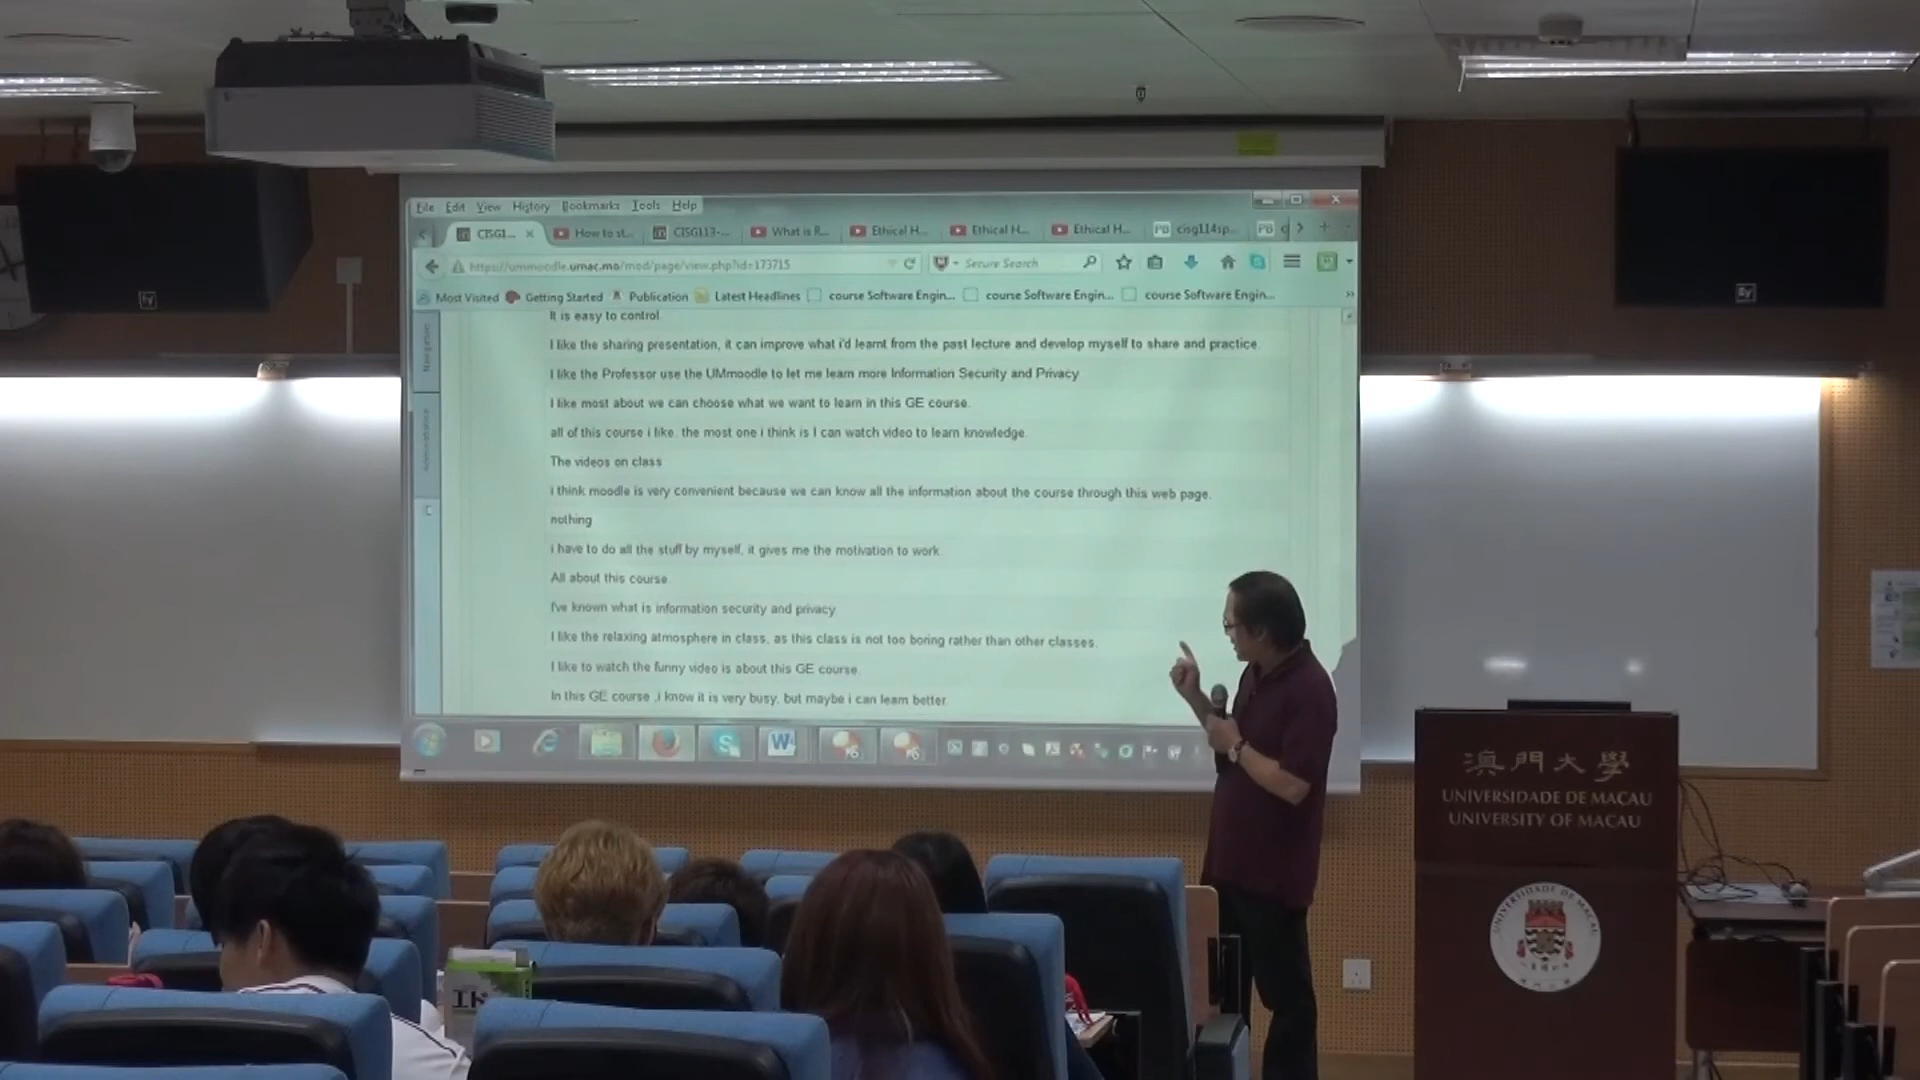 File Edit View History Bookmarks Tools Help
CISG1... How to st... CISG113-... What is R... Ethical H... Ethical H... Ethical H... cisg114sp...
https://ummoodle.umac.mo/mod/page/view.php?id=173715 Secure Search
Most Visited Getting Started Publication Latest Headlines course Software Engin... course Software Engin... course Software Engin...
It is easy to control
I like the sharing presentation, it can improve what i'd learnt from the past lecture and develop myself to share and practice.
I like the Professor use the UMmoodle to let me learn more Information Security and Privacy
I like most about we can choose what we want to learn in this GE course.
all of this course i like. the most one i think is I can watch video to learn knowledge.
The videos on class
i think moodle is very convenient because we can know all the information about the course through this web page.
nothing
i have to do all the stuff by myself, it gives me the motivation to work.
All about this course.
I've known what is information security and privacy.
I like the relaxing atmosphere in class, as this class is not too boring rather than other classes.
I like to watch the funny video is about this GE course.
In this GE course ,i know it is very busy, but maybe i can learn better.
澳門大學
UNIVERSIDADE DE MACAU
UNIVERSITY OF MACAU
UNIVERSIDADE DE MACAU